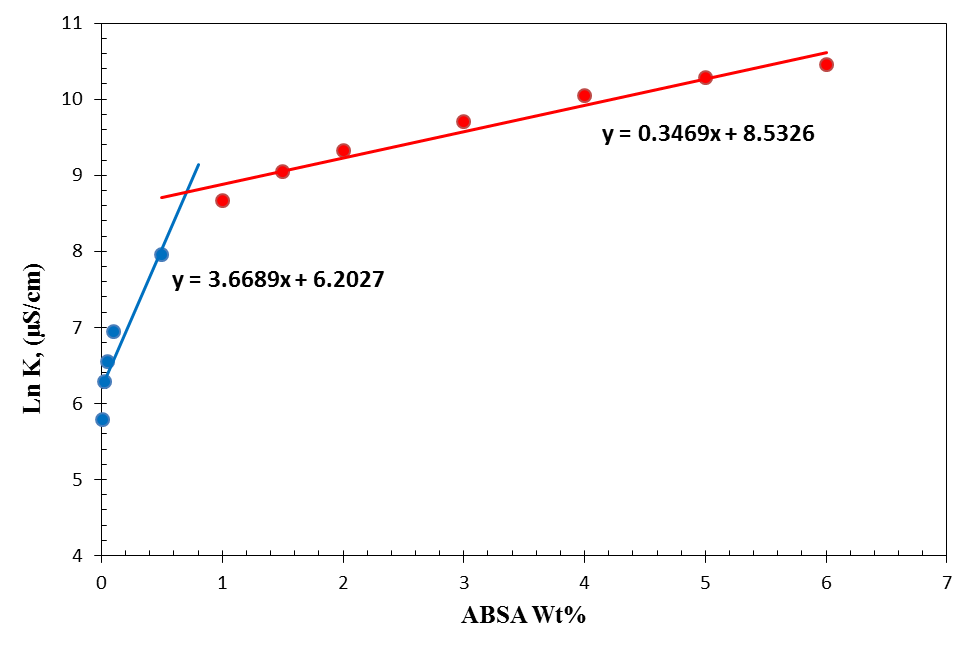 11
10
9
8
7
6
5
4
y = 0.3469x + 8.5326
y = 3.6689x + 6.2027
Ln K, (µS/cm)
0 1 2 3 4 5 6 7
ABSA Wt%